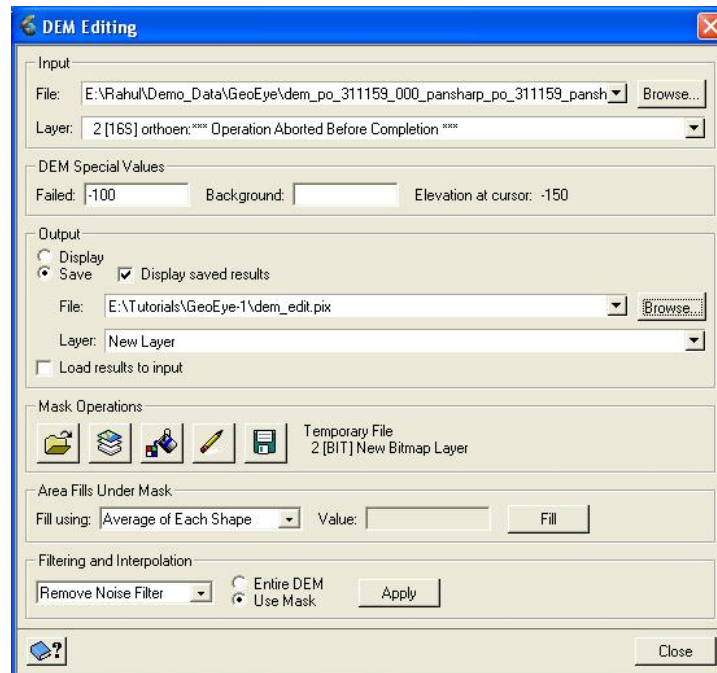 DEM Editing
Input
File: E:\Rahul\Demo_Data\GeoEye\dem_po_311159_000_pansharp_po_311159_pansh Browse...
Layer: 2 [16S] orthoen:*** Operation Aborted Before Completion ***
DEM Special Values
Failed: -100 Background: Elevation at cursor: -150
Output
Display
Save Display saved results
File: E:\Tutorials\GeoEye-1\dem_edit.pix Browse...
Layer: New Layer
Load results to input
Mask Operations
Temporary File
2 [BIT] New Bitmap Layer
Area Fills Under Mask
Fill using: Average of Each Shape Value: Fill
Filtering and Interpolation
Remove Noise Filter Entire DEM
Use Mask Apply
? Close